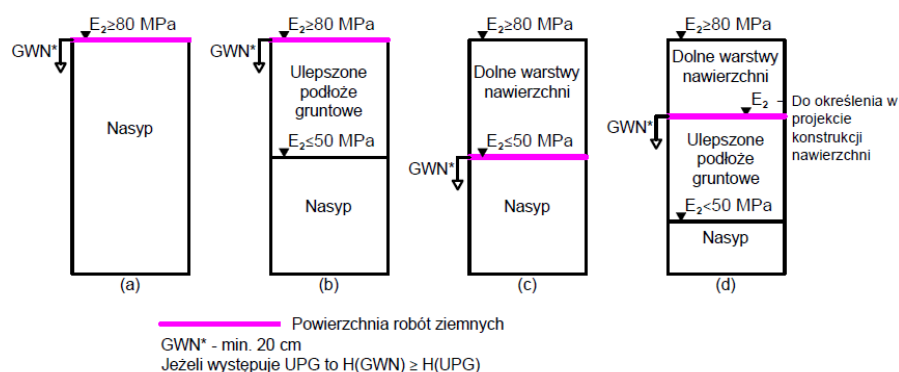 E₂≥80 MPa
GWN*
Nasyp
(a)
E₂≥80 MPa
GWN*
Ulepszone
podłoże
gruntowe
E₂≤50 MPa
Nasyp
(b)
E₂≥80 MPa
Dolne warstwy
nawierzchni
E₂≤50 MPa
GWN*
Nasyp
(c)
E₂≥80 MPa
Dolne warstwy
nawierzchni
E₂ - Do określenia w
projekcie
konstrukcji
nawierzchni
GWN*
Ulepszone
podłoże
gruntowe
E₂<50 MPa
Nasyp
(d)
Powierzchnia robót ziemnych
GWN* - min. 20 cm
Jeżeli występuje UPG to H(GWN) ≥ H(UPG)